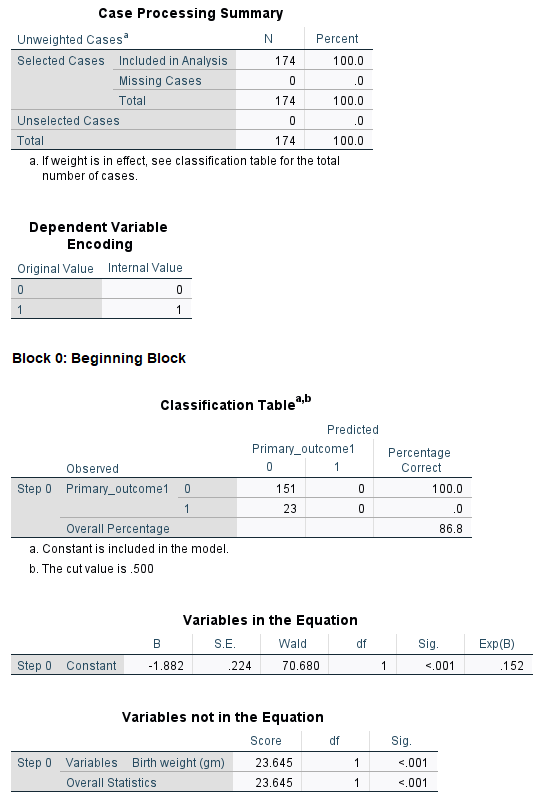 Case Processing Summary
Unweighted Cases^a N Percent
Selected Cases Included in Analysis 174 100.0
Missing Cases 0 .0
Total 174 100.0
Unselected Cases 0 .0
Total 174 100.0
a. If weight is in effect, see classification table for the total
number of cases.
Dependent Variable
Encoding
Original Value Internal Value
0 0
1 1
Block 0: Beginning Block
Classification Table^a,b
Predicted
Primary_outcome1 Percentage
Observed 0 1 Correct
Step 0 Primary_outcome1 0 151 0 100.0
1 23 0 .0
Overall Percentage 86.8
a. Constant is included in the model.
b. The cut value is .500
Variables in the Equation
B S.E. Wald df Sig. Exp(B)
Step 0 Constant -1.882 .224 70.680 1 <.001 .152
Variables not in the Equation
Score df Sig.
Step 0 Variables Birth weight (gm) 23.645 1 <.001
Overall Statistics 23.645 1 <.001